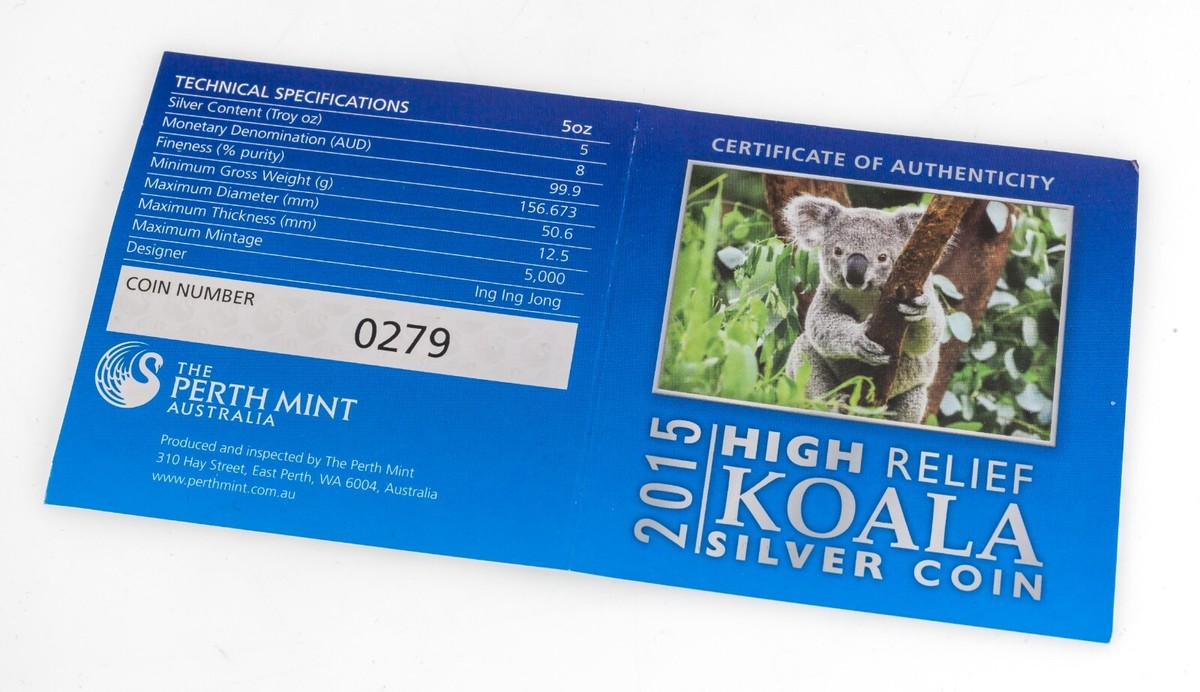 TECHNICAL SPECIFICATIONS
Silver Content (Troy oz) 5oz
Monetary Denomination (AUD) 5
Fineness (% purity) 8
Minimum Gross Weight (g) 99.9
Maximum Diameter (mm) 156.673
Maximum Thickness (mm) 50.6
Maximum Mintage 12.5
Designer 5,000
Ing Ing Jong
COIN NUMBER
0279
THE
PERTH MINT
AUSTRALIA
Produced and inspected by The Perth Mint
310 Hay Street, East Perth, WA 6004, Australia
www.perthmint.com.au
CERTIFICATE OF AUTHENTICITY
2015
HIGH RELIEF
KOALA
SILVER COIN